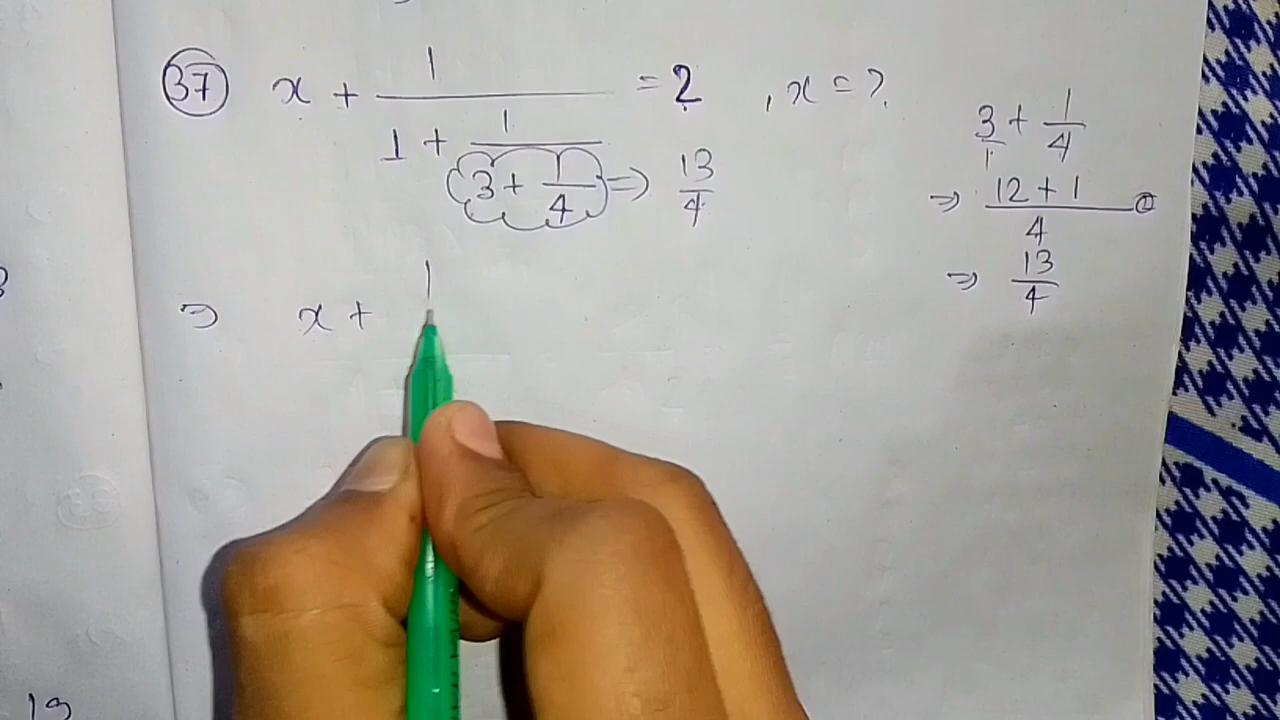 37 x + 1 = 2 , x = ?
1 + 1
3 + 1/4 ⇒ 13/4
3/1 + 1/4
⇒ 12 + 1 / 4
⇒ 13/4
⇒ x + 1
13